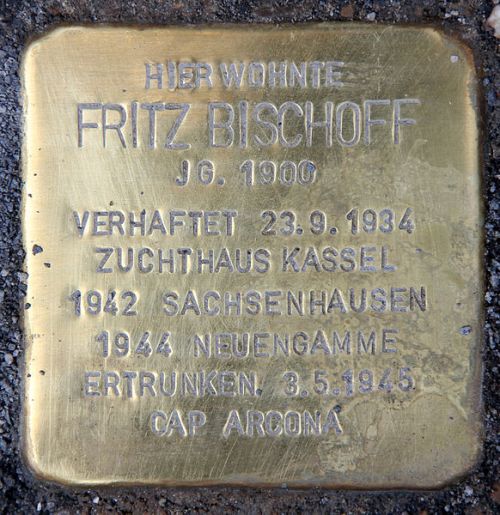 HIER WOHNTE
FRITZ BISCHOFF
JG. 1900
VERHAFTET 23.9.1934
ZUCHTHAUS KASSEL
1942 SACHSENHAUSEN
1944 NEUENGAMME
ERTRUNKEN 3.5.1945
CAP ARCONA